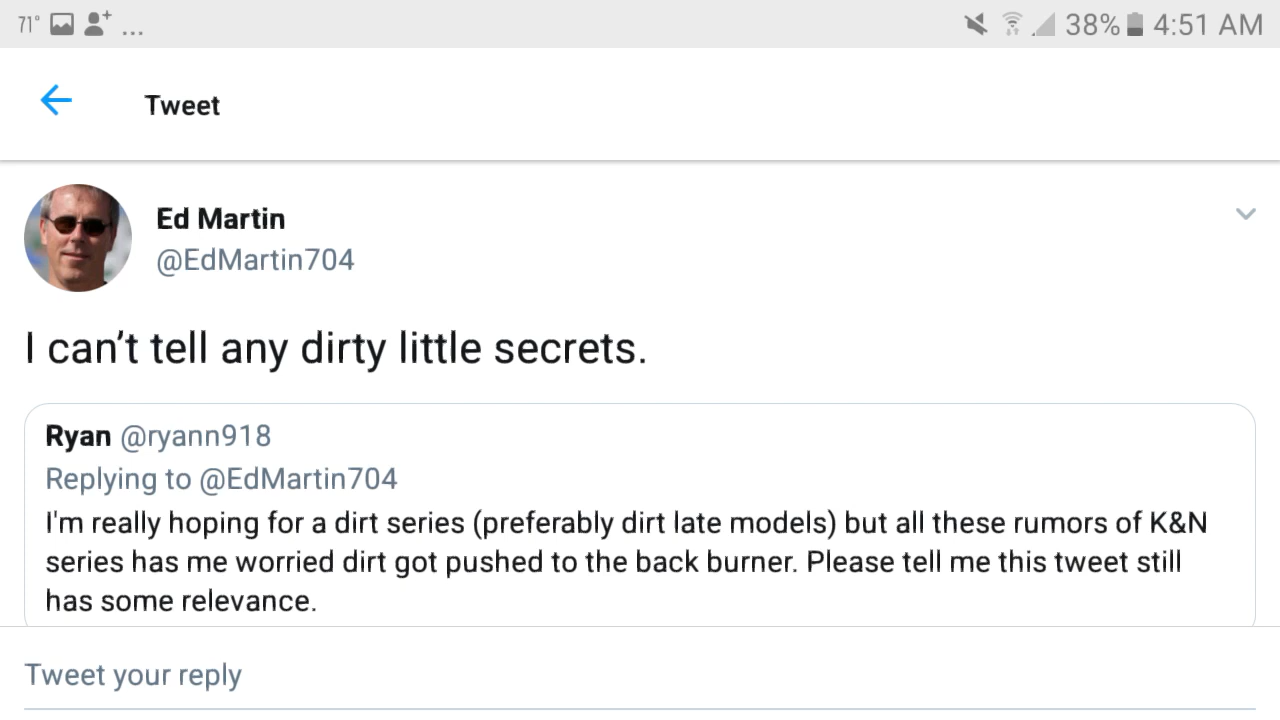 71° ... 38% 4:51 AM
Tweet
Ed Martin
@EdMartin704
I can’t tell any dirty little secrets.
Ryan @ryann918
Replying to @EdMartin704
I'm really hoping for a dirt series (preferably dirt late models) but all these rumors of K&N
series has me worried dirt got pushed to the back burner. Please tell me this tweet still
has some relevance.
Tweet your reply